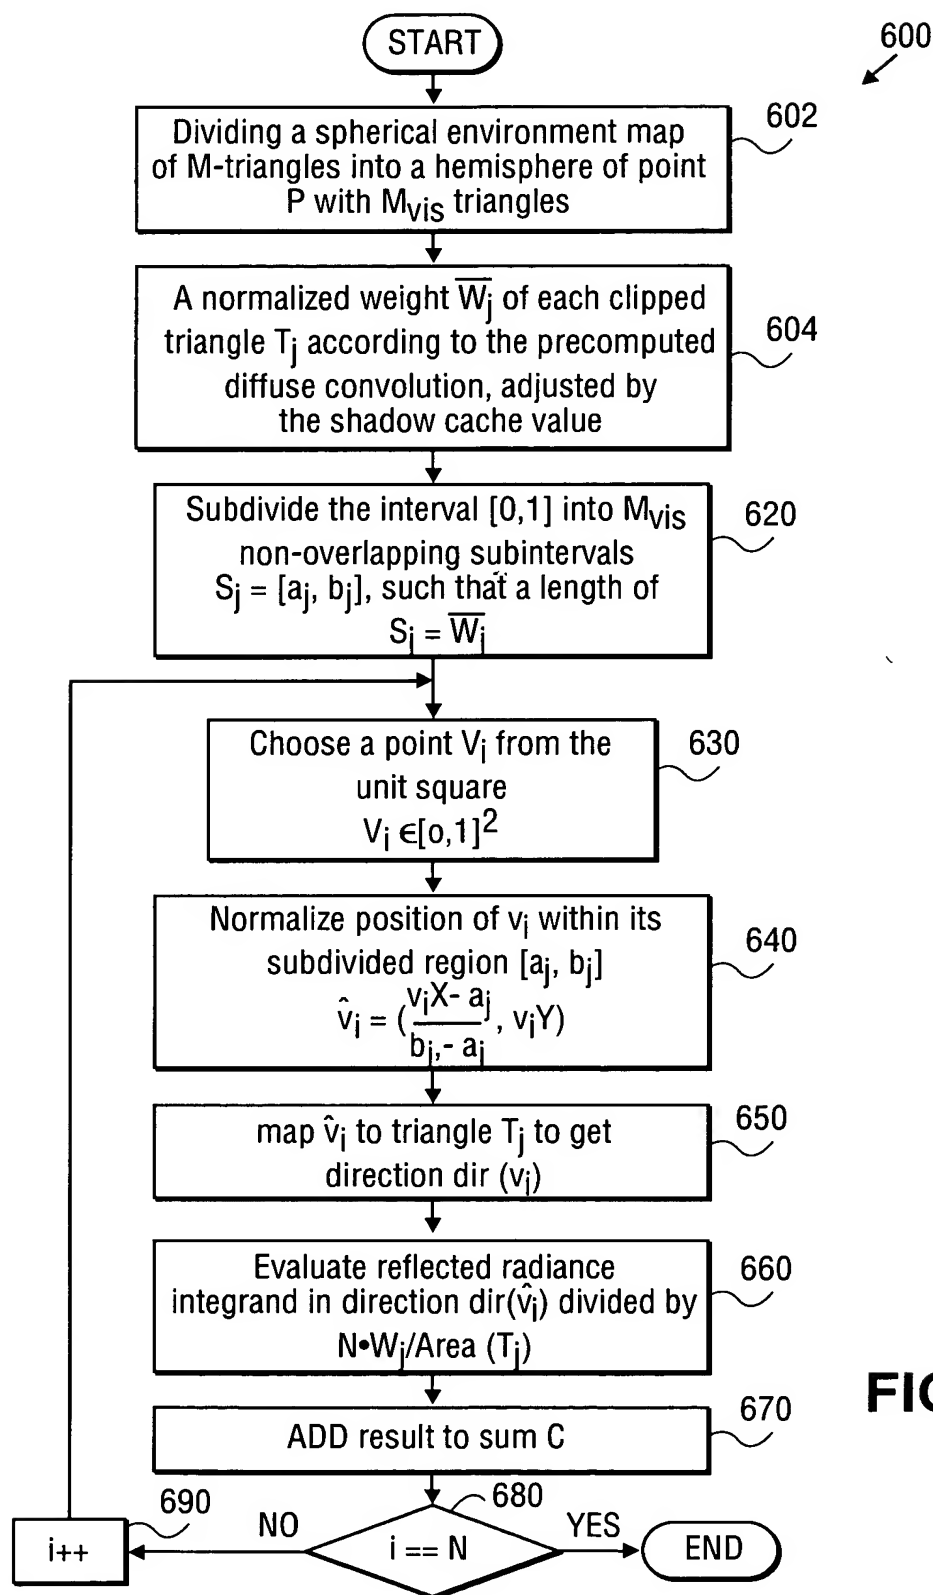 START
600
Dividing a spherical environment map
of M-triangles into a hemisphere of point
P with Mvis triangles
602
A normalized weight W̅j of each clipped
triangle Tj according to the precomputed
diffuse convolution, adjusted by
the shadow cache value
604
Subdivide the interval [0,1] into Mvis
non-overlapping subintervals
Sj = [aj, bj], such that a length of
Sj = W̅j
620
Choose a point Vi from the
unit square
Vi ∈[o,1]²
630
Normalize position of vi within its
subdivided region [aj, bj]
v̂i = (viX - aj / bj,- aj , viY)
640
map v̂i to triangle Tj to get
direction dir (vi)
650
Evaluate reflected radiance
integrand in direction dir(v̂i) divided by
N•Wj/Area (Tj)
660
FIG
ADD result to sum C
670
680
690
NO
YES
i++
i == N
END